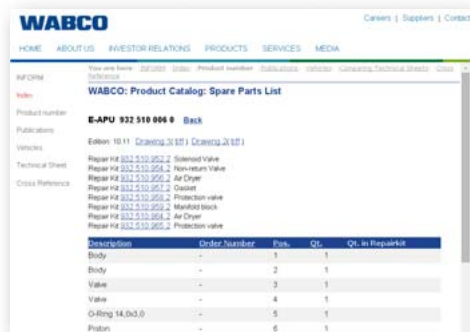 WABCO
Careers | Suppliers | Contact
HOME ABOUT US INVESTOR RELATIONS PRODUCTS SERVICES MEDIA
You are here: INFORM Index Product number Publications Vehicles Comparing Technical Sheets Cross Reference
INFORM
Index
Product number
Publications
Vehicles
Technical Sheet
Cross Reference
WABCO: Product Catalog: Spare Parts List
E-APU 932 510 006 0 Back
Edition: 10.11 Drawing 1(tif) Drawing 2(tif)
Repair Kit 932 510 952 2 Solenoid Valve
Repair Kit 932 510 954 2 Non-return Valve
Repair Kit 932 510 956 2 Air Dryer
Repair Kit 932 510 957 2 Gasket
Repair Kit 932 510 958 2 Protection valve
Repair Kit 932 510 959 2 Manifold block
Repair Kit 932 510 964 2 Air Dryer
Repair Kit 932 510 965 2 Protection valve
Description Order Number Pos. Qt. Qt. in Repairkit
Body - 1 1
Body - 2 1
Valve - 3 1
Valve - 4 1
O-Ring 14,0x3,0 - 5 1
Piston - 6 1